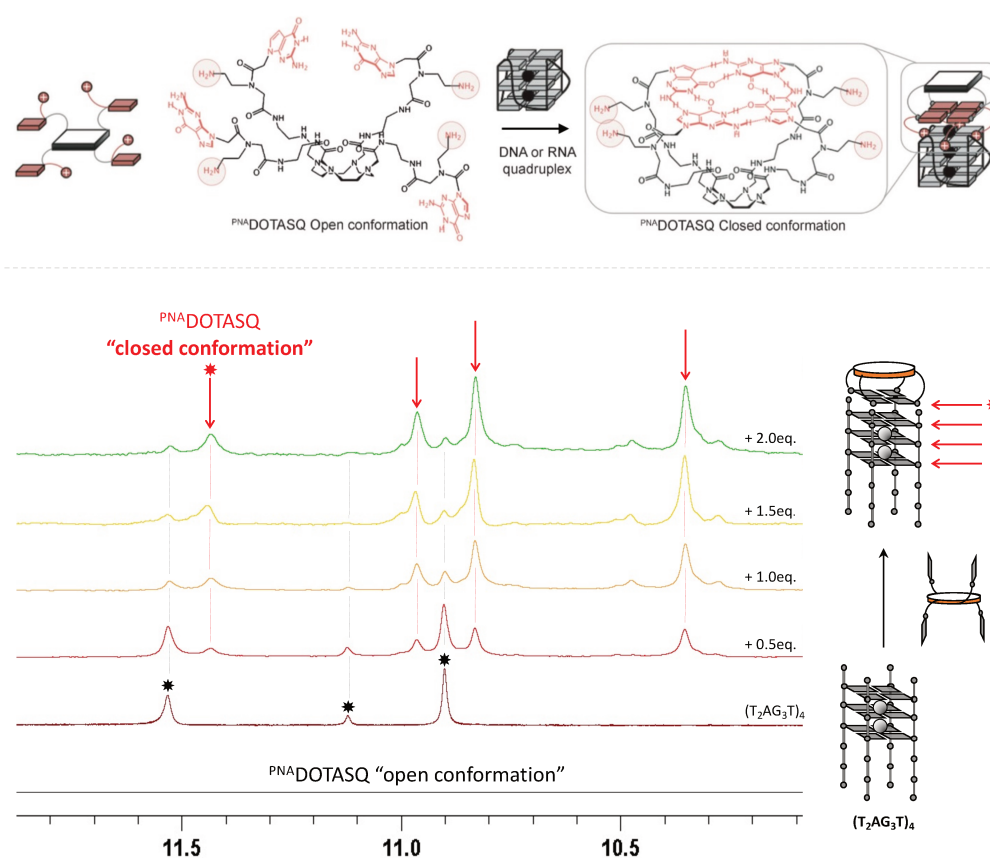 DNA or RNA
quadruplex
PNADOTASQ Open conformation
PNADOTASQ Closed conformation
PNADOTASQ
“closed conformation”
+ 2.0eq.
+ 1.5eq.
+ 1.0eq.
+ 0.5eq.
(T2AG3T)4
PNADOTASQ “open conformation”
(T2AG3T)4
11.5 11.0 10.5